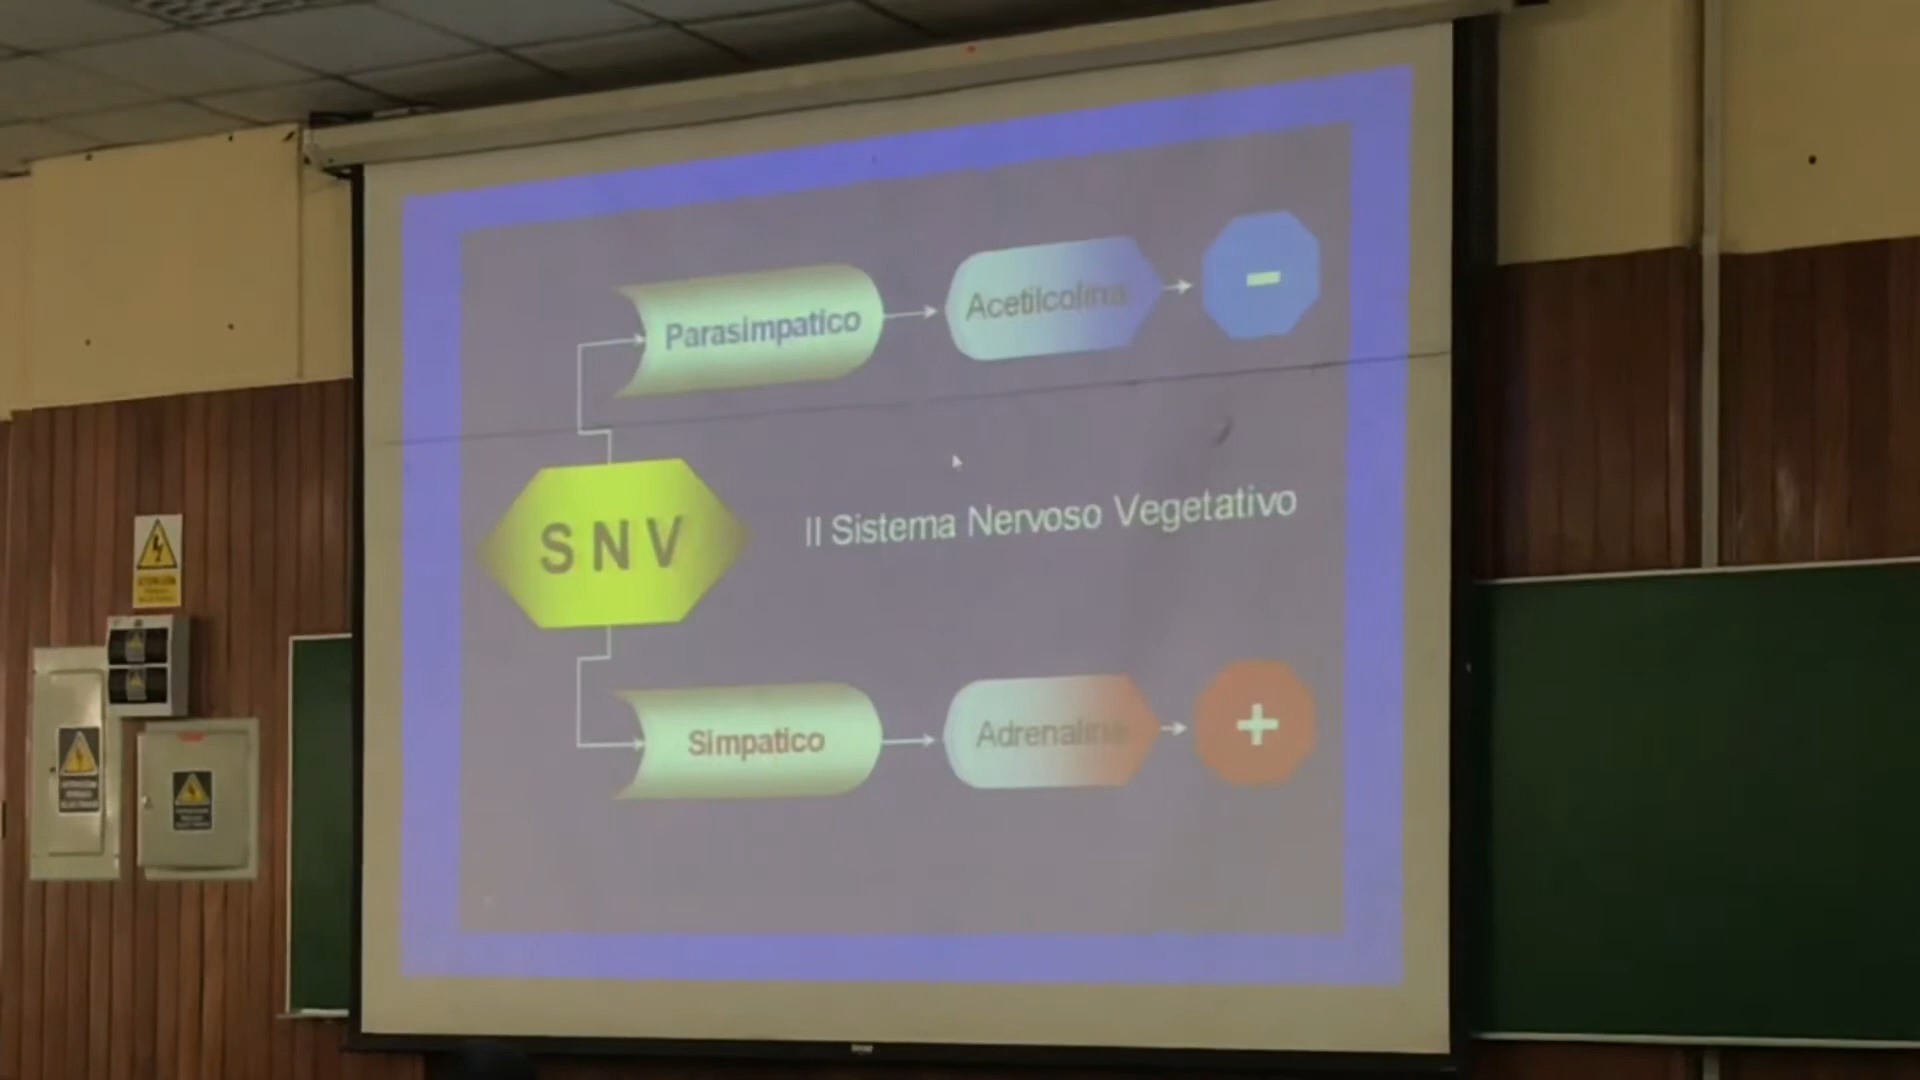 Parasimpatico
Acetilcolina
–
S N V
Il Sistema Nervoso Vegetativo
Simpatico
Adrenalina
+